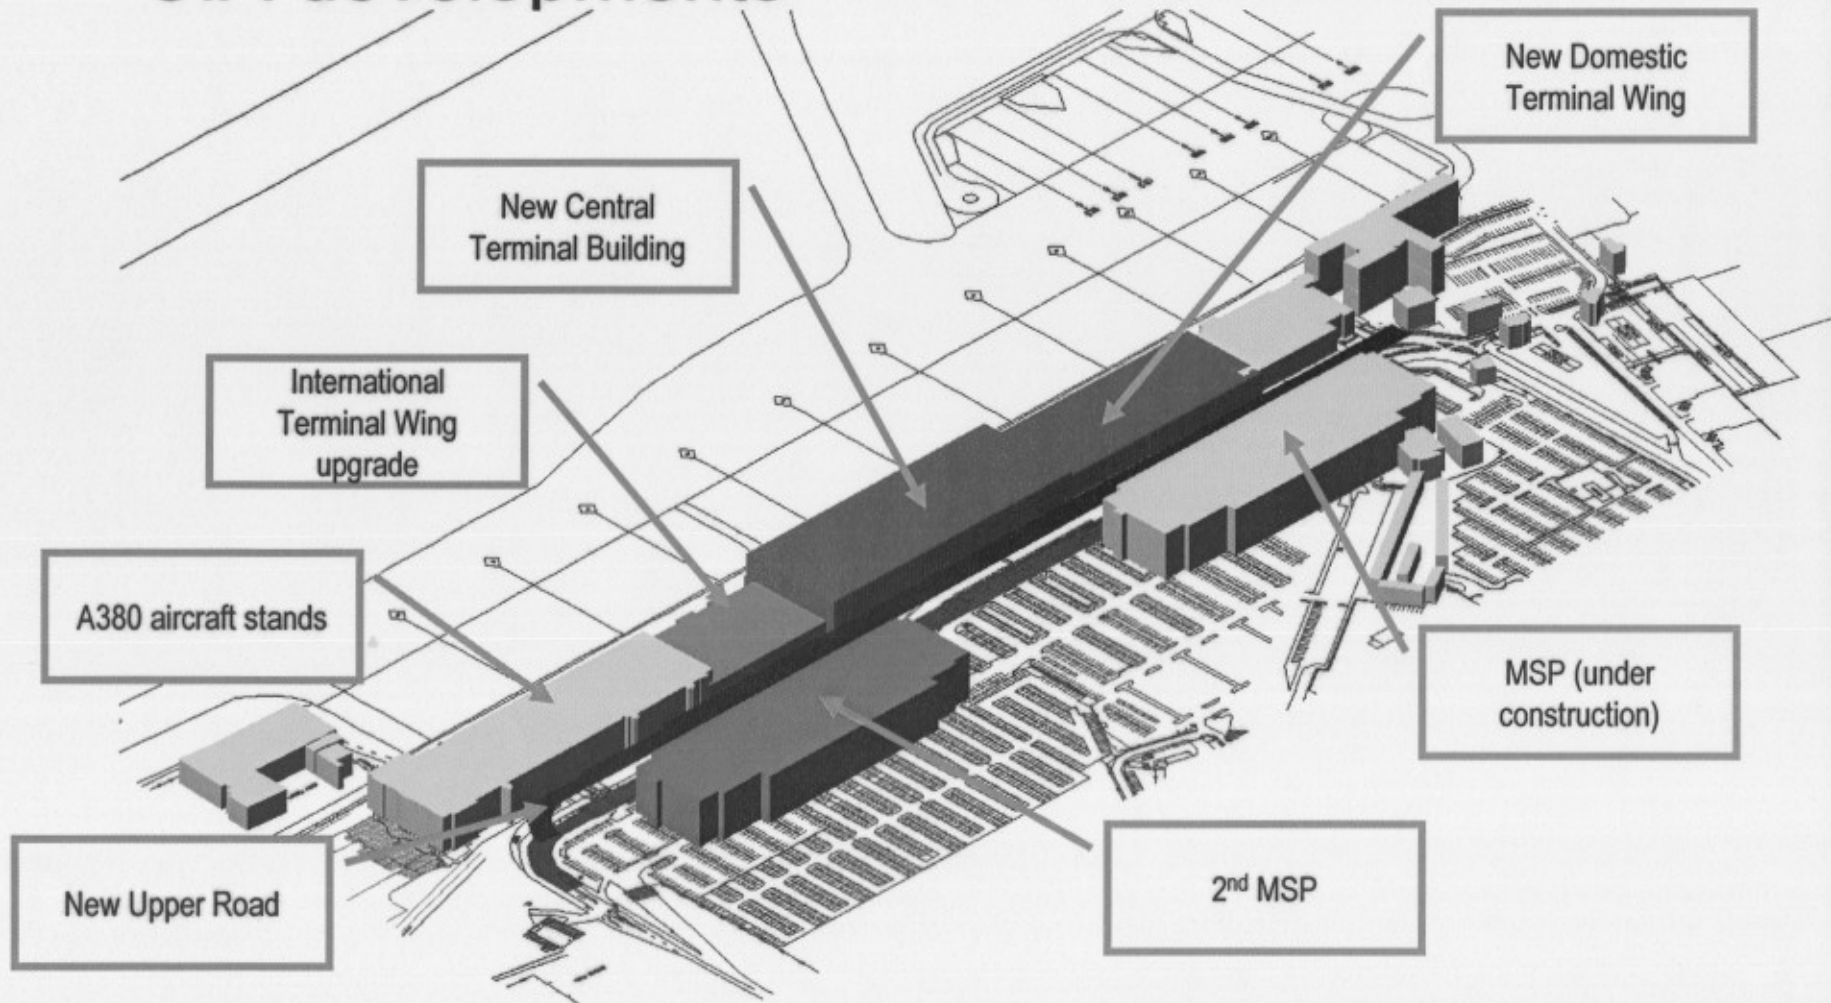 New Domestic
Terminal Wing
New Central
Terminal Building
International
Terminal Wing
upgrade
A380 aircraft stands
MSP (under
construction)
New Upper Road
2nd MSP